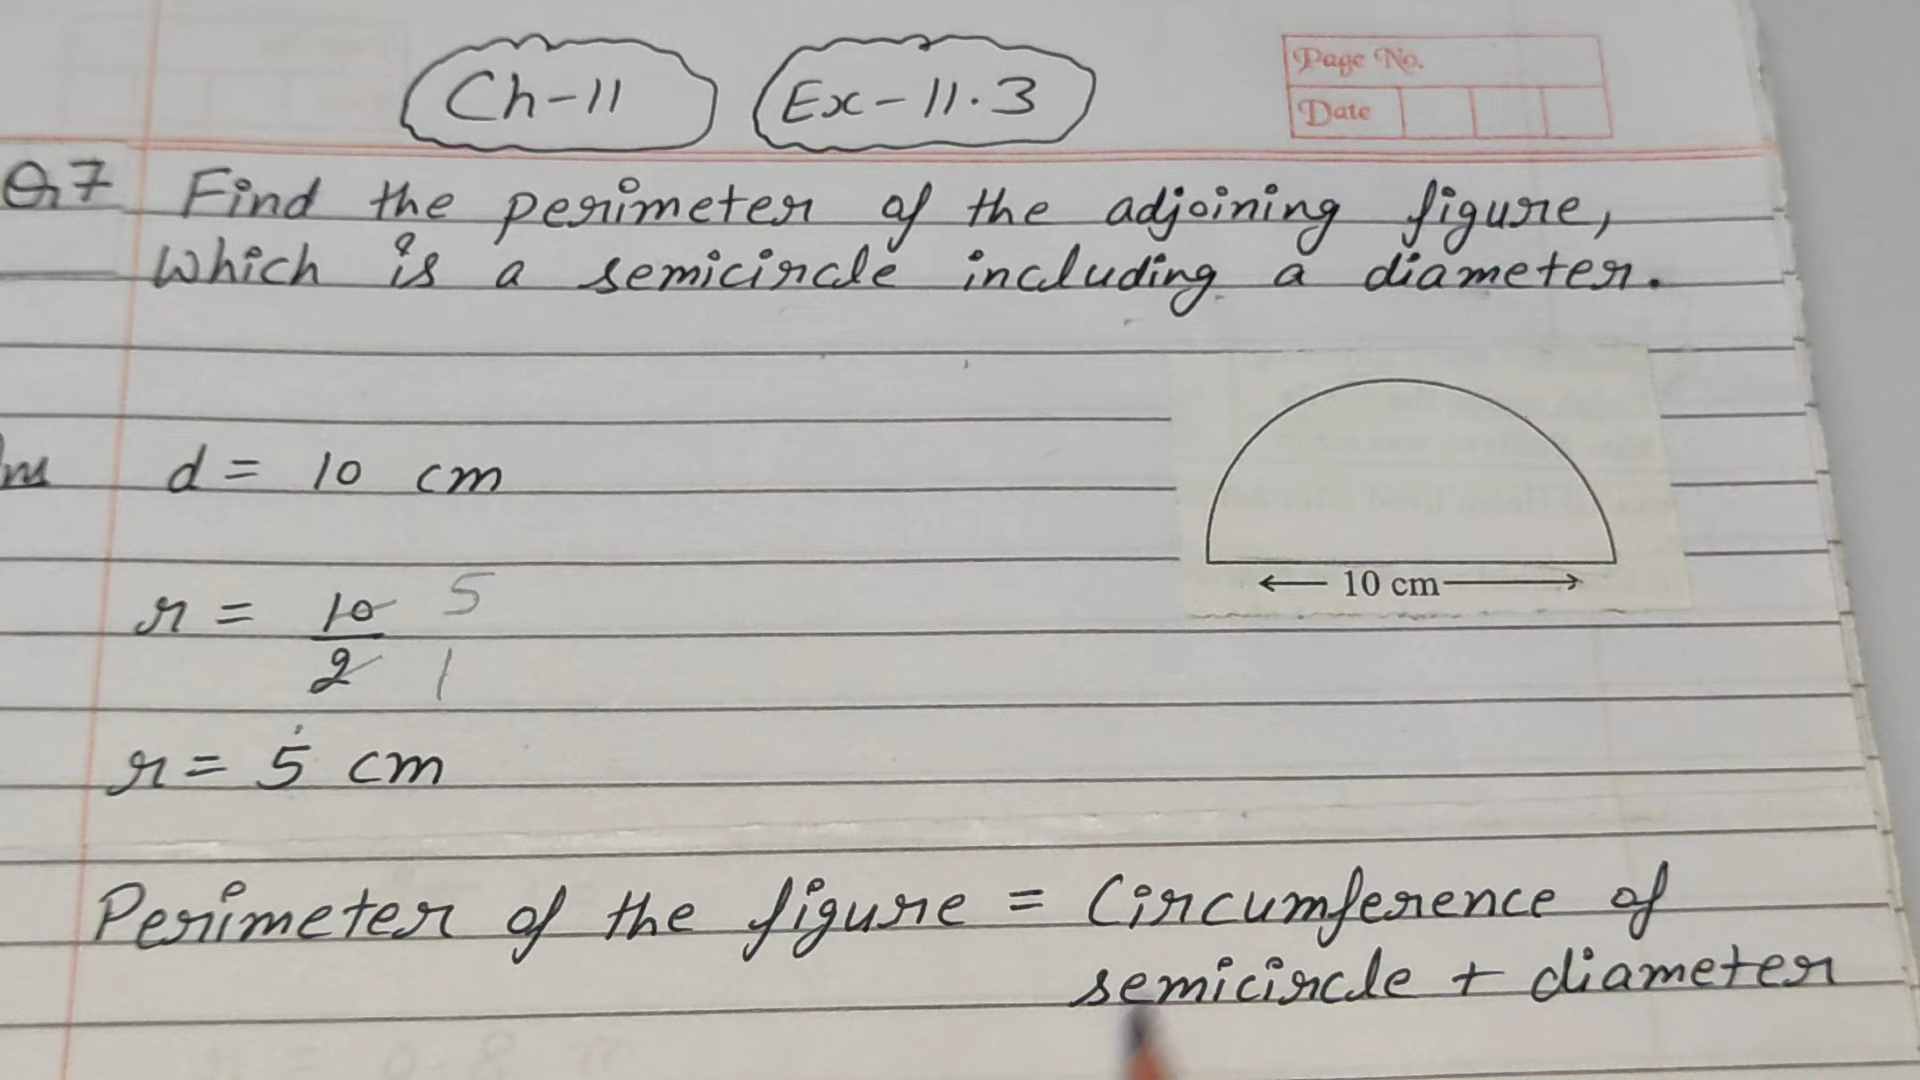 Ch-11 Ex-11.3
Page No.
Date
Q.7 Find the perimeter of the adjoining figure,
which is a semicircle including a diameter.
d = 10 cm
10 cm
r = 10/2 5 1
r = 5 cm
Perimeter of the figure = Circumference of
semicircle + diameter